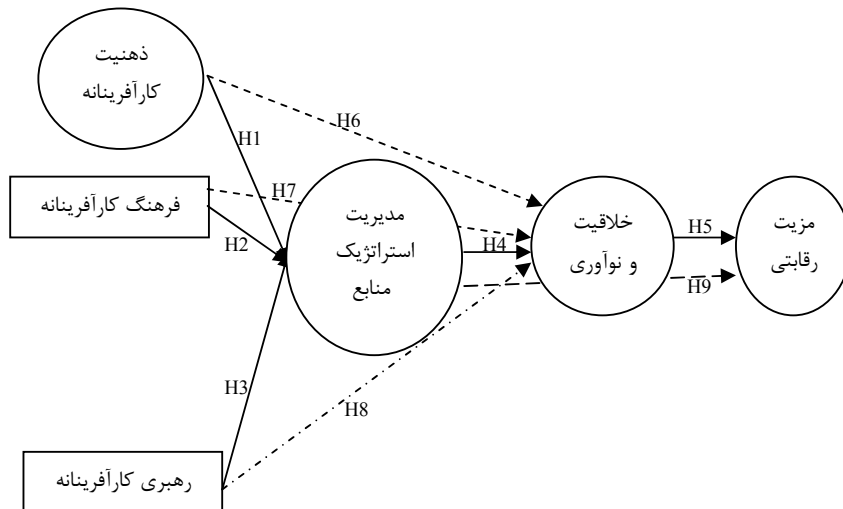 ذهنیت
کارآفرینانه
H1
H6
فرهنگ کارآفرینانه
H7
H2
مدیریت
استراتژیک
منابع
H4
خلاقیت
و نوآوری
H5
مزیت
رقابتی
H9
H3
H8
رهبری کارآفرینانه